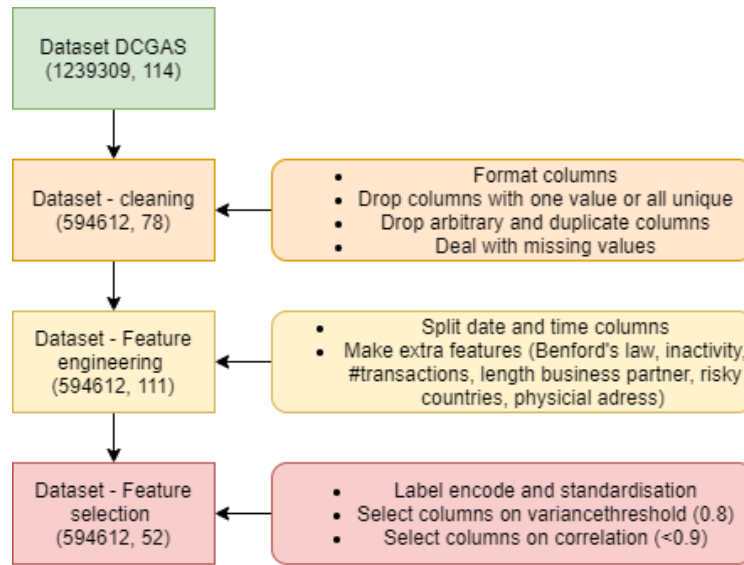 Dataset DCGAS
(1239309, 114)
Dataset - cleaning
(594612, 78)
• Format columns
• Drop columns with one value or all unique
• Drop arbitrary and duplicate columns
• Deal with missing values
Dataset - Feature
engineering
(594612, 111)
• Split date and time columns
• Make extra features (Benford's law, inactivity,
#transactions, length business partner, risky
countries, physicial adress)
Dataset - Feature
selection
(594612, 52)
• Label encode and standardisation
• Select columns on variancethreshold (0.8)
• Select columns on correlation (<0.9)